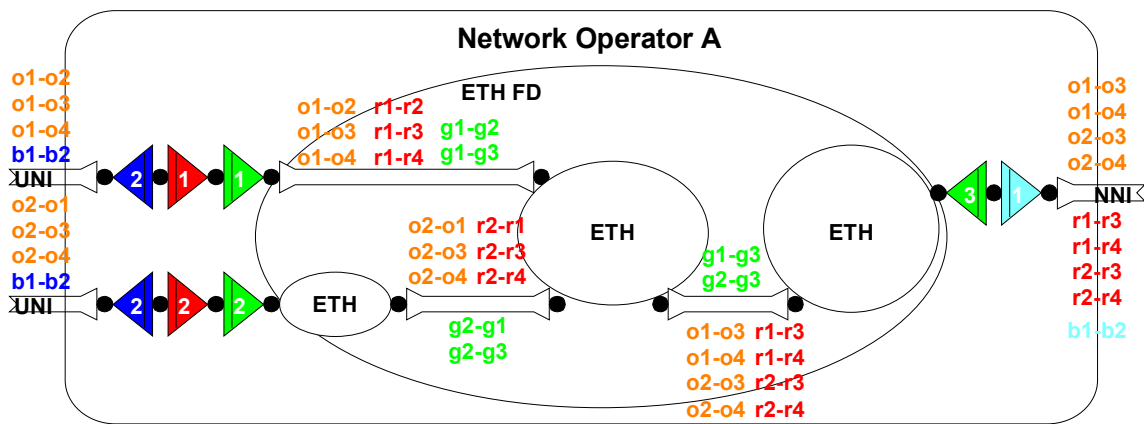 Network Operator A
o1-o2
o1-o3
o1-o4
b1-b2
UNI
2
1
1
o2-o1
o2-o3
o2-o4
b1-b2
UNI
2
2
2
ETH FD
o1-o2 r1-r2
o1-o3 r1-r3
o1-o4 r1-r4
g1-g2
g1-g3
ETH
o2-o1 r2-r1
o2-o3 r2-r3
o2-o4 r2-r4
g2-g1
g2-g3
ETH
g1-g3
g2-g3
o1-o3 r1-r3
o1-o4 r1-r4
o2-o3 r2-r3
o2-o4 r2-r4
ETH
3
1
o1-o3
o1-o4
o2-o3
o2-o4
NNI
r1-r3
r1-r4
r2-r3
r2-r4
b1-b2